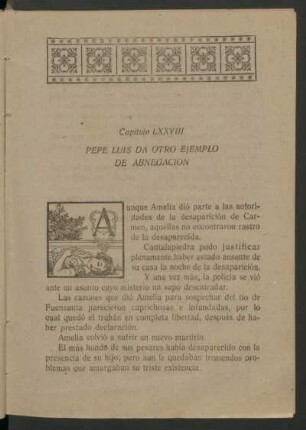 Capítulo LXXVIII
PEPE LUIS DA OTRO EJEMPLO
DE ABNEGACION
Aunque Amelia dió parte a las autori-
dades de la desaparición de Car-
men, aquéllas no encontraron rastro
de la desaparecida.
Cantalapiedra pudo justificar
plenamente haber estado ausente de
su casa la noche de la desaparición.
Y una vez más, la policía se vió
ante un asunto cuyo misterio no supo desentrañar.
Las razones que dió Amelia para sospechar del tío de
Fuensanta parecieron caprichosas e infundadas, por lo
cual quedó el truhán en completa libertad, después de ha-
ber prestado declaración.
Amelia volvió a sufrir un nuevo martirio.
El más hondo de sus pesares había desaparecido con la
presencia de su hijo; pero aun la quedaban tremendos pro-
blemas que amargaban su triste existencia.